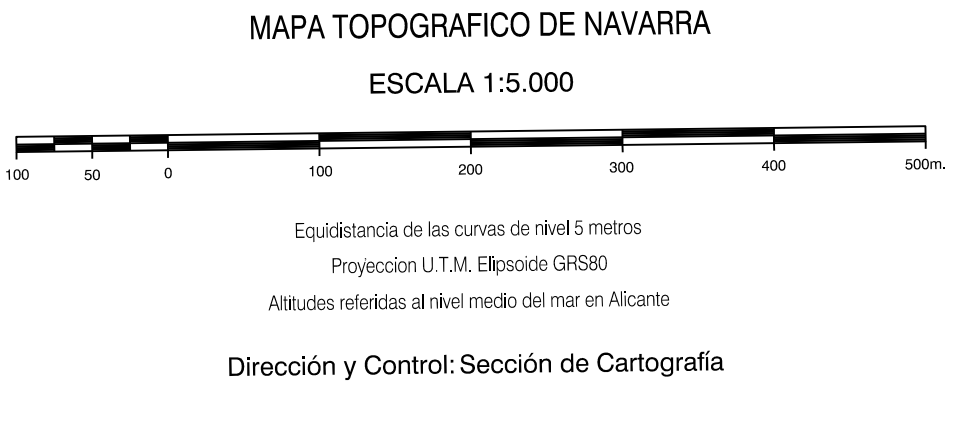 MAPA TOPOGRAFICO DE NAVARRA
ESCALA 1:5.000
100 50 0 100 200 300 400 500m.
Equidistancia de las curvas de nivel 5 metros
Proyeccion U.T.M. Elipsoide GRS80
Altitudes referidas al nivel medio del mar en Alicante
Dirección y Control: Sección de Cartografía